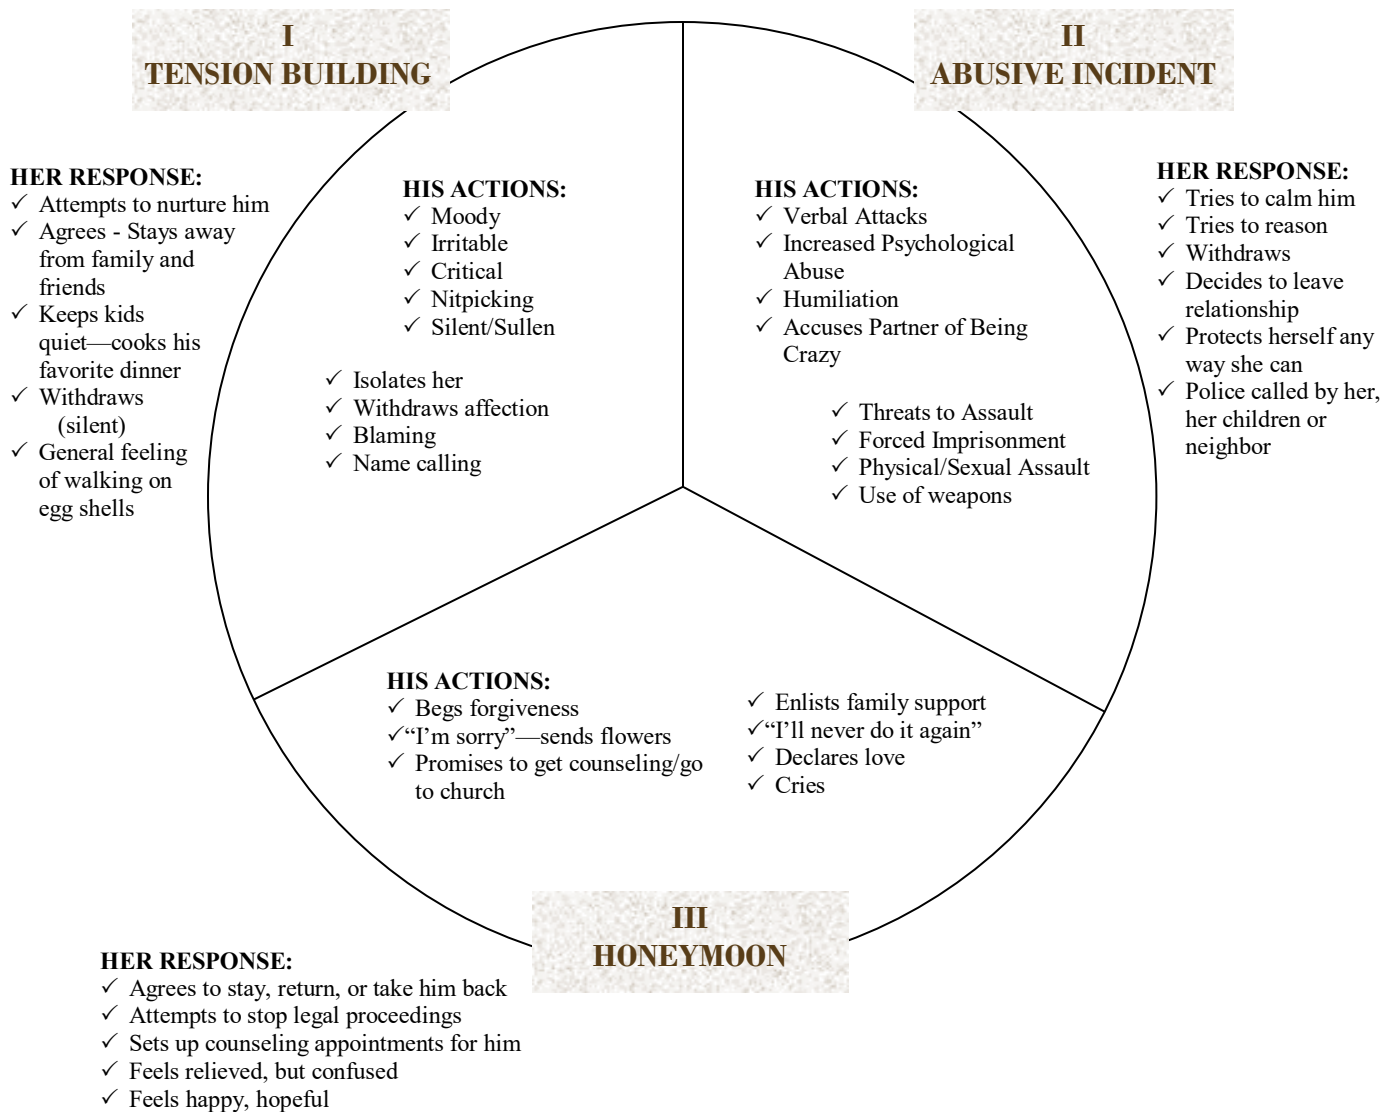 I
TENSION BUILDING
HER RESPONSE:
✓ Attempts to nurture him
✓ Agrees - Stays away
from family and
friends
✓ Keeps kids
quiet—cooks his
favorite dinner
✓ Withdraws
(silent)
✓ General feeling
of walking on
egg shells
HIS ACTIONS:
✓ Moody
✓ Irritable
✓ Critical
✓ Nitpicking
✓ Silent/Sullen
✓ Isolates her
✓ Withdraws affection
✓ Blaming
✓ Name calling
II
ABUSIVE INCIDENT
HIS ACTIONS:
✓ Verbal Attacks
✓ Increased Psychological
Abuse
✓ Humiliation
✓ Accuses Partner of Being
Crazy
✓ Threats to Assault
✓ Forced Imprisonment
✓ Physical/Sexual Assault
✓ Use of weapons
HER RESPONSE:
✓ Tries to calm him
✓ Tries to reason
✓ Withdraws
✓ Decides to leave
relationship
✓ Protects herself any
way she can
✓ Police called by her,
her children or
neighbor
HIS ACTIONS:
✓ Begs forgiveness
✓“I’m sorry”—sends flowers
✓ Promises to get counseling/go
to church
✓ Enlists family support
✓“I’ll never do it again”
✓ Declares love
✓ Cries
III
HONEYMOON
HER RESPONSE:
✓ Agrees to stay, return, or take him back
✓ Attempts to stop legal proceedings
✓ Sets up counseling appointments for him
✓ Feels relieved, but confused
✓ Feels happy, hopeful